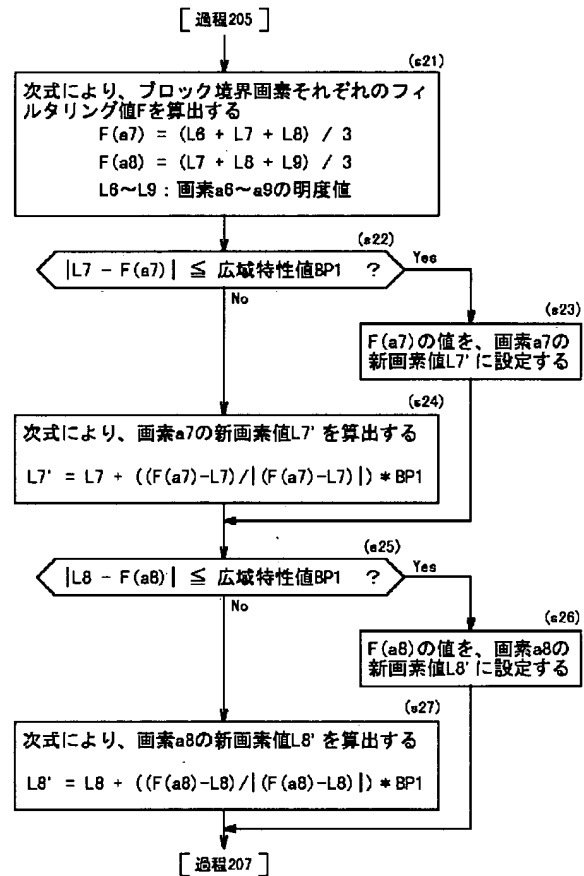 [ 過程205 ]
(s21)
次式により、ブロック境界画素それぞれのフィ
ルタリング値Fを算出する
F(a7) = (L6 + L7 + L8) / 3
F(a8) = (L7 + L8 + L9) / 3
L6～L9 : 画素a6～a9の明度値
(s22)
|L7 - F(a7)| ≦ 広域特性値BP1 ?
Yes
No
(s23)
F(a7)の値を、画素a7の
新画素値L7' に設定する
(s24)
次式により、画素a7の新画素値L7' を算出する
L7' = L7 + ((F(a7)-L7)/|(F(a7)-L7)|) * BP1
(s25)
|L8 - F(a8)| ≦ 広域特性値BP1 ?
Yes
No
(s26)
F(a8)の値を、画素a8の
新画素値L8' に設定する
(s27)
次式により、画素a8の新画素値L8' を算出する
L8' = L8 + ((F(a8)-L8)/|(F(a8)-L8)|) * BP1
[ 過程207 ]